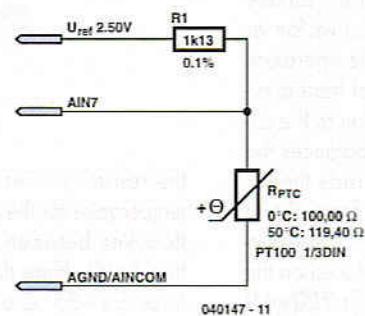 R1
Uref 2.50V
1k13
0.1%
AIN7
RPTC
+Θ
0°C: 100,00 Ω
50°C: 119,40 Ω
PT100 1/3DIN
AGND/AINCOM
040147 - 11